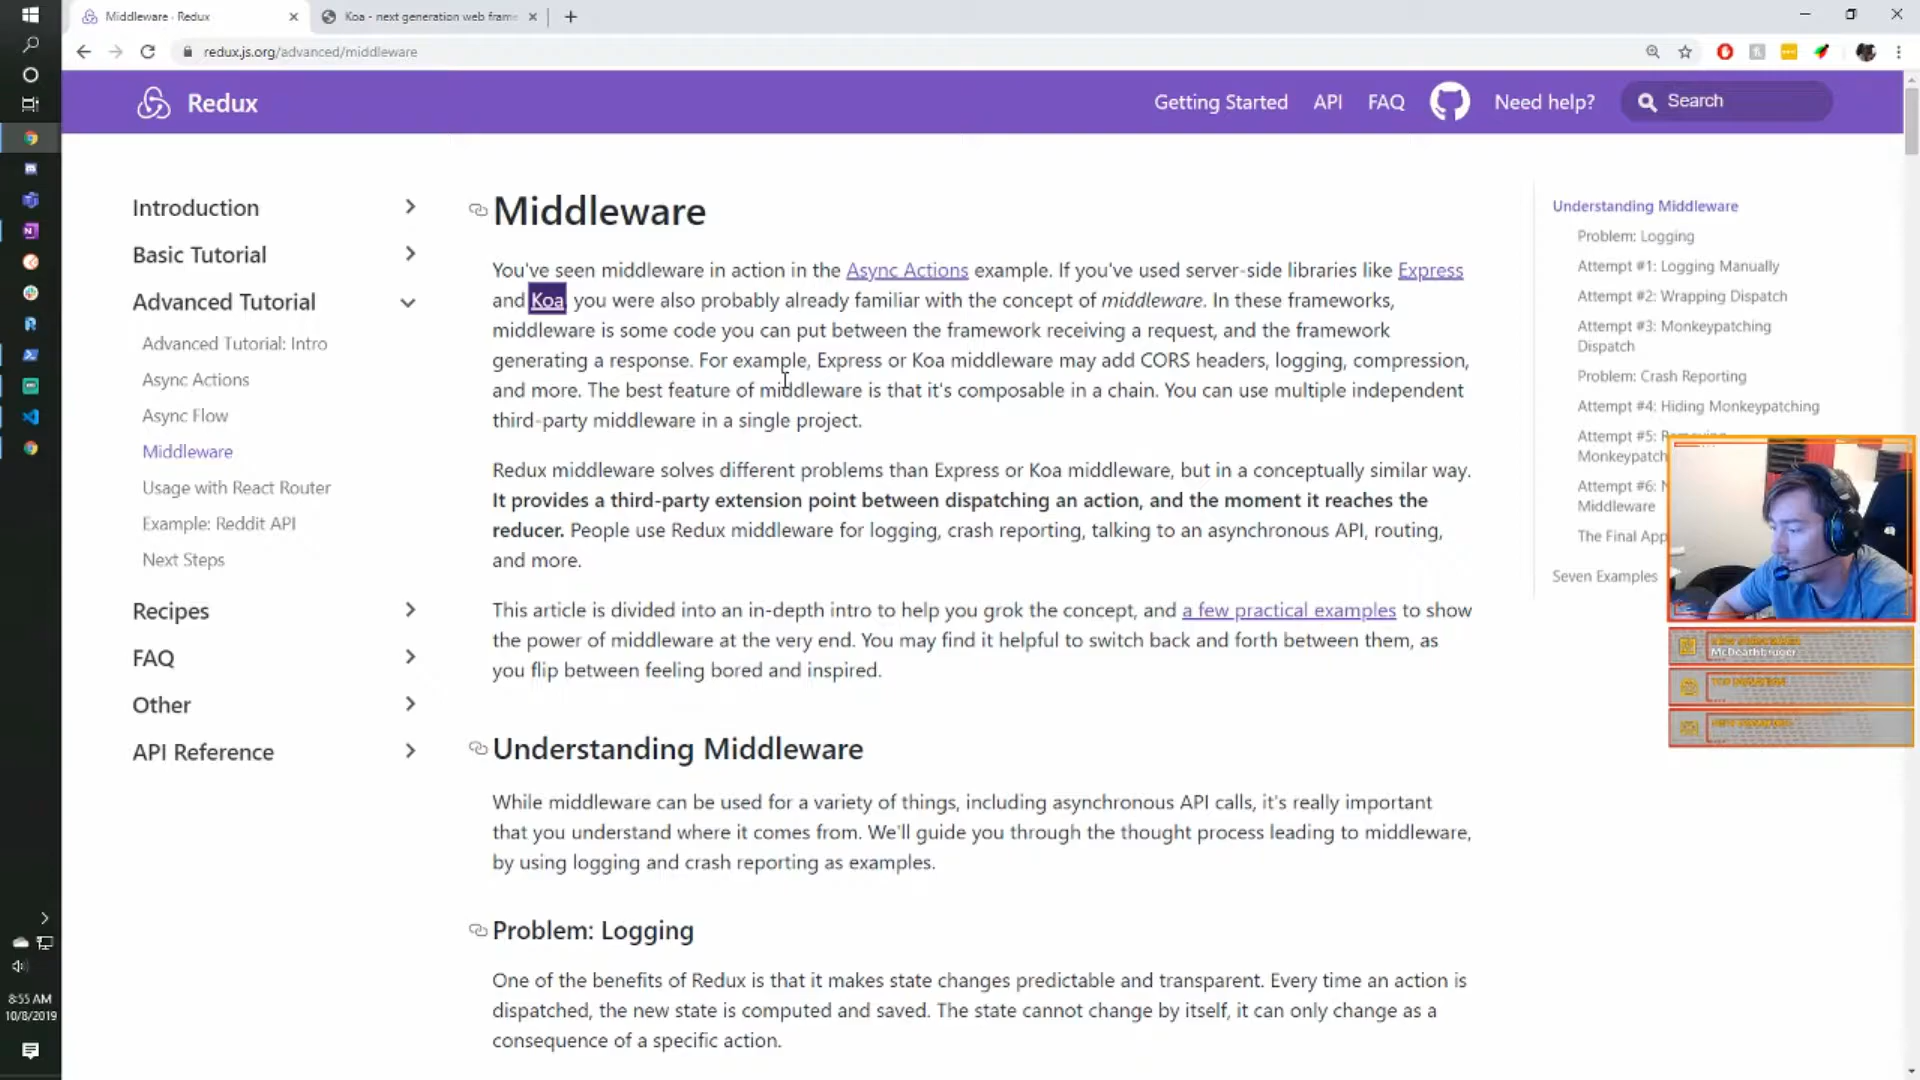 Middleware · Redux
Koa - next generation web frame
redux.js.org/advanced/middleware
Redux
Getting Started
API
FAQ
Need help?
Search
Introduction
Basic Tutorial
Advanced Tutorial
Advanced Tutorial: Intro
Async Actions
Async Flow
Middleware
Usage with React Router
Example: Reddit API
Next Steps
Recipes
FAQ
Other
API Reference
Middleware
You've seen middleware in action in the Async Actions example. If you've used server-side libraries like Express
and Koa, you were also probably already familiar with the concept of middleware. In these frameworks,
middleware is some code you can put between the framework receiving a request, and the framework
generating a response. For example, Express or Koa middleware may add CORS headers, logging, compression,
and more. The best feature of middleware is that it's composable in a chain. You can use multiple independent
third-party middleware in a single project.
Redux middleware solves different problems than Express or Koa middleware, but in a conceptually similar way.
It provides a third-party extension point between dispatching an action, and the moment it reaches the
reducer. People use Redux middleware for logging, crash reporting, talking to an asynchronous API, routing,
and more.
This article is divided into an in-depth intro to help you grok the concept, and a few practical examples to show
the power of middleware at the very end. You may find it helpful to switch back and forth between them, as
you flip between feeling bored and inspired.
Understanding Middleware
While middleware can be used for a variety of things, including asynchronous API calls, it's really important
that you understand where it comes from. We'll guide you through the thought process leading to middleware,
by using logging and crash reporting as examples.
Problem: Logging
One of the benefits of Redux is that it makes state changes predictable and transparent. Every time an action is
dispatched, the new state is computed and saved. The state cannot change by itself, it can only change as a
consequence of a specific action.
Understanding Middleware
Problem: Logging
Attempt #1: Logging Manually
Attempt #2: Wrapping Dispatch
Attempt #3: Monkeypatching
Dispatch
Problem: Crash Reporting
Attempt #4: Hiding Monkeypatching
Attempt #5: Removing
Monkeypatch
Attempt #6: N
Middleware
The Final App
Seven Examples
8:55 AM
10/8/2019